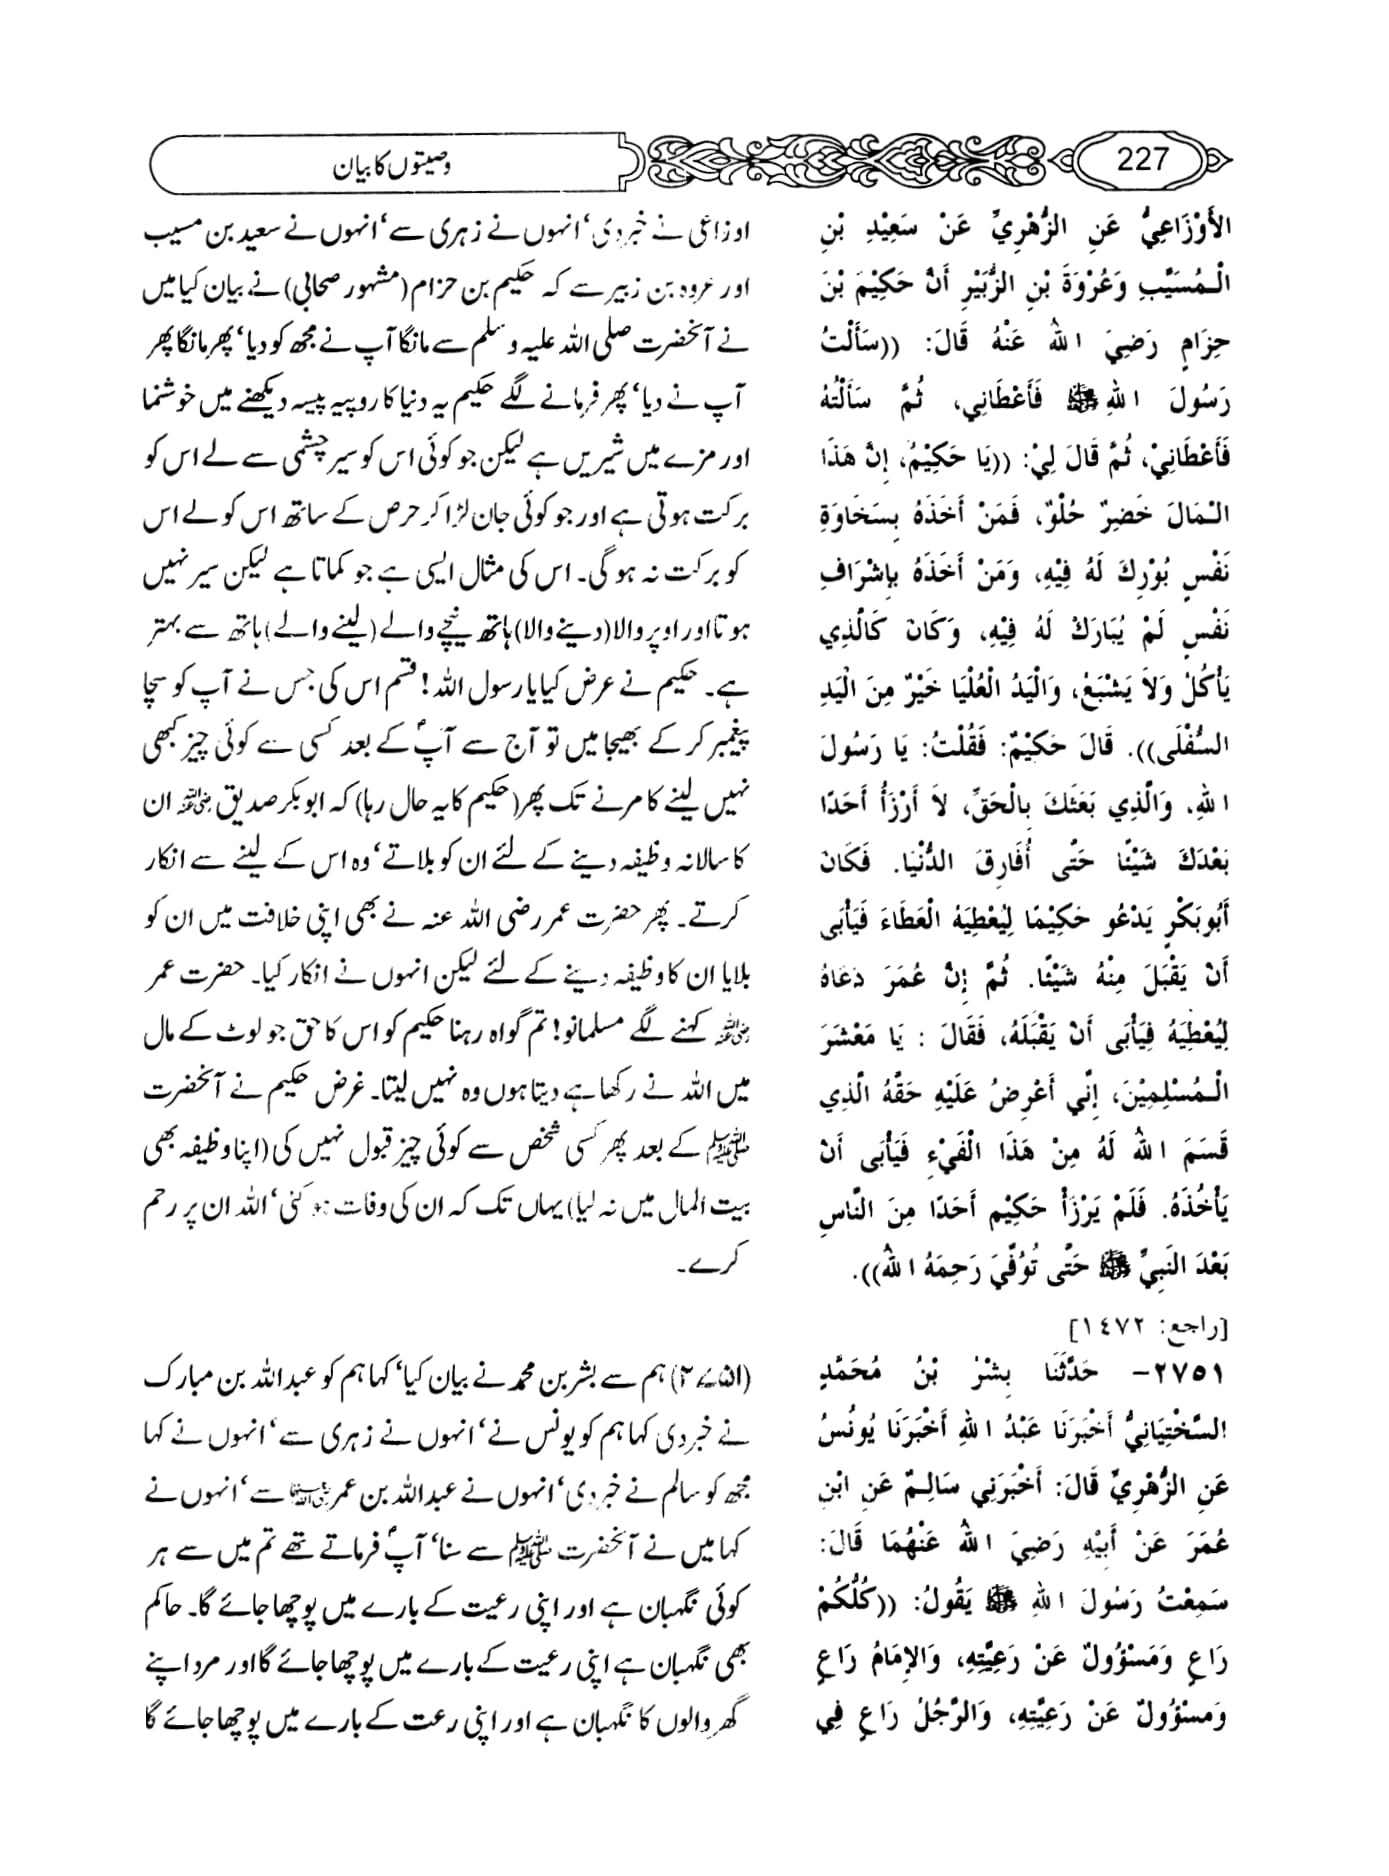 227
وصیتوں کا بیان
الأَوْزَاعِيُّ عَنِ الزُّهْرِيِّ عَنْ سَعِيْدِ بْنِ
الْـمُسَيَّبِ وَعُرْوَةَ بْنِ الزُّبَيْرِ أَنَّ حَكِيْمَ بْنَ
حِزَامٍ رَضِيَ اللهُ عَنْهُ قَالَ: ((سَأَلْتُ
رَسُولَ اللهِ ﷺ فَأَعْطَانِي، ثُمَّ سَأَلْتُهُ
فَأَعْطَانِيْ، ثُمَّ قَالَ لِيْ: ((يَا حَكِيْمُ، إِنَّ هَذَا
الْـمَالَ خَضِرٌ حُلْوٌ، فَمَنْ أَخَذَهُ بِسَخَاوَةِ
نَفْسٍ بُوْرِكَ لَهُ فِيْهِ، وَمَنْ أَخَذَهُ بِإِشْرَافِ
نَفْسٍ لَمْ يُبَارَكْ لَهُ فِيْهِ، وَكَانَ كَالَّذِي
يَأْكُلُ وَلاَ يَشْبَعُ، وَالْيَدُ الْعُلْيَا خَيْرٌ مِنَ الْيَدِ
السُّفْلَى)). قَالَ حَكِيْمٌ: فَقُلْتُ: يَا رَسُولَ
اللهِ، وَالَّذِي بَعَثَكَ بِالْحَقِّ، لاَ أَرْزَأُ أَحَدًا
بَعْدَكَ شَيْئًا حَتَّى أُفَارِقَ الدُّنْيَا. فَكَانَ
أَبُوبَكْرٍ يَدْعُو حَكِيْمًا لِيُعْطِيَهُ الْعَطَاءَ فَيَأْبَى
أَنْ يَقْبَلَ مِنْهُ شَيْئًا. ثُمَّ إِنَّ عُمَرَ دَعَاهُ
لِيُعْطِيَهُ فَيَأْبَى أَنْ يَقْبَلَهُ، فَقَالَ : يَا مَعْشَرَ
الْـمُسْلِمِيْنَ، إِنِّي أَعْرِضُ عَلَيْهِ حَقَّهُ الَّذِي
قَسَمَ اللهُ لَهُ مِنْ هَذَا الْفَيْءِ فَيَأْبَى أَنْ
يَأْخُذَهُ. فَلَمْ يَرْزَأْ حَكِيْم أَحَدًا مِنَ النَّاسِ
بَعْدَ النَبِيِّ ﷺ حَتَّى تُوُفِّيَ رَحِمَهُ اللهُ)).
[راجع: ١٤٧٢]
٢٧٥١- حَدَّثَنَا بِشْرُ بْنُ مُحَمَّدٍ
السَّخْتِيَانِيُّ أَخْبَرَنَا عَبْدُ اللهِ أَخْبَرَنَا يُونُسُ
عَنِ الزُّهْرِيِّ قَالَ: أَخْبَرَنِي سَالِـمٌ عَنِ ابْنِ
عُمَرَ عَنْ أَبِيْهِ رَضِيَ اللهُ عَنْهُمَا قَالَ:
سَمِعْتُ رَسُولَ اللهِ ﷺ يَقُولُ: ((كُلُّكُمْ
رَاعٍ وَمَسْؤُولٌ عَنْ رَعِيَّتِهِ، وَالإِمَامُ رَاعٍ
وَمَسْؤُولٌ عَنْ رَعِيَّتِهِ، وَالرَّجُلُ رَاعٍ فِي
اوزاعی نے خبر دی‘ انہوں نے زہری سے‘ انہوں نے سعید بن مسیب
اور عروہ بن زبیر سے کہ حکیم بن حزام (مشہور صحابی) نے بیان کیا میں
نے آنحضرت صلی اللہ علیہ وسلم سے مانگا آپ نے مجھ کو دیا‘ پھر مانگا پھر
آپ نے دیا‘ پھر فرمانے لگے حکیم یہ دنیا کا روپیہ پیسہ دیکھنے میں خوشنما
اور مزے میں شیریں ہے لیکن جو کوئی اس کو سیر چشمی سے لے اس کو
برکت ہوتی ہے اور جو کوئی جان لڑا کر حرص کے ساتھ اس کو لے اس
کو برکت نہ ہو گی۔ اس کی مثال ایسی ہے جو کماتا ہے لیکن سیر نہیں
ہوتا اور اوپر والا (دینے والا) ہاتھ نیچے والے (لینے والے) ہاتھ سے بہتر
ہے۔ حکیم نے عرض کیا یا رسول اللہ! قسم اس کی جس نے آپ کو سچا
پیغمبر کر کے بھیجا میں تو آج سے آپؐ کے بعد کسی سے کوئی چیز کبھی
نہیں لینے کا مرنے تک پھر (حکیم کا یہ حال رہا) کہ ابوبکر صدیق رضی اللہ عنہ ان
کا سالانہ وظیفہ دینے کے لئے ان کو بلاتے‘ وہ اس کے لینے سے انکار
کرتے۔ پھر حضرت عمر رضی اللہ عنہ نے بھی اپنی خلافت میں ان کو
بلایا ان کا وظیفہ دینے کے لئے لیکن انہوں نے انکار کیا۔ حضرت عمر
رضی اللہ عنہ کہنے لگے مسلمانو! تم گواہ رہنا حکیم کو اس کا حق جو لوٹ کے مال
میں اللہ نے رکھا ہے دیتا ہوں وہ نہیں لیتا۔ غرض حکیم نے آنحضرت
ﷺ کے بعد پھر کسی شخص سے کوئی چیز قبول نہیں کی (اپنا وظیفہ بھی
بیت المال میں نہ لیا) یہاں تک کہ ان کی وفات ہو گئی‘ اللہ ان پر رحم
کرے۔
(۲۷۵۱) ہم سے بشر بن محمد نے بیان کیا‘ کہا ہم کو عبداللہ بن مبارک
نے خبر دی کہا ہم کو یونس نے‘ انہوں نے زہری سے‘ انہوں نے کہا
مجھ کو سالم نے خبر دی‘ انہوں نے عبداللہ بن عمر رضی اللہ عنہما سے‘ انہوں نے
کہا میں نے آنحضرت ﷺ سے سنا‘ آپؐ فرماتے تھے تم میں سے ہر
کوئی نگہبان ہے اور اپنی رعیت کے بارے میں پوچھا جائے گا۔ حاکم
بھی نگہبان ہے اپنی رعیت کے بارے میں پوچھا جائے گا اور مرد اپنے
گھر والوں کا نگہبان ہے اور اپنی رعت کے بارے میں پوچھا جائے گا